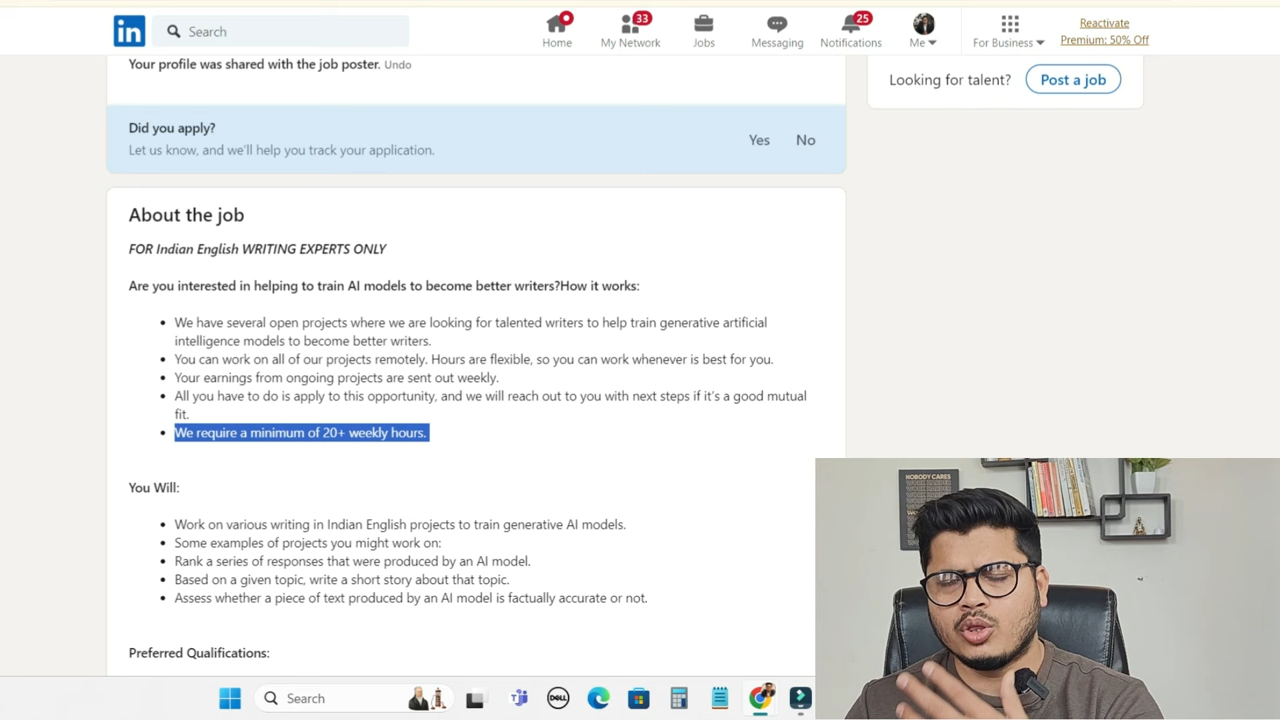 in
Search
33
25
Home
My Network
Jobs
Messaging
Notifications
Me
For Business
Reactivate
Premium: 50% Off
Your profile was shared with the job poster. Undo
Looking for talent?
Post a job
Did you apply?
Let us know, and we'll help you track your application.
Yes
No
About the job
FOR Indian English WRITING EXPERTS ONLY
Are you interested in helping to train AI models to become better writers?How it works:
We have several open projects where we are looking for talented writers to help train generative artificial
intelligence models to become better writers.
You can work on all of our projects remotely. Hours are flexible, so you can work whenever is best for you.
Your earnings from ongoing projects are sent out weekly.
All you have to do is apply to this opportunity, and we will reach out to you with next steps if it's a good mutual
fit.
We require a minimum of 20+ weekly hours.
You Will:
Work on various writing in Indian English projects to train generative AI models.
Some examples of projects you might work on:
Rank a series of responses that were produced by an AI model.
Based on a given topic, write a short story about that topic.
Assess whether a piece of text produced by an AI model is factually accurate or not.
Preferred Qualifications:
NOBODY CARES
Search
DELL